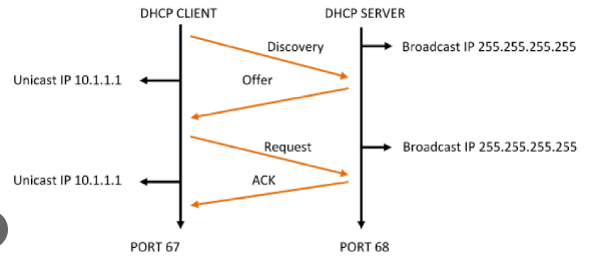 DHCP CLIENT
DHCP SERVER
Discovery
Broadcast IP 255.255.255.255
Unicast IP 10.1.1.1
Offer
Request
Broadcast IP 255.255.255.255
Unicast IP 10.1.1.1
ACK
PORT 67
PORT 68